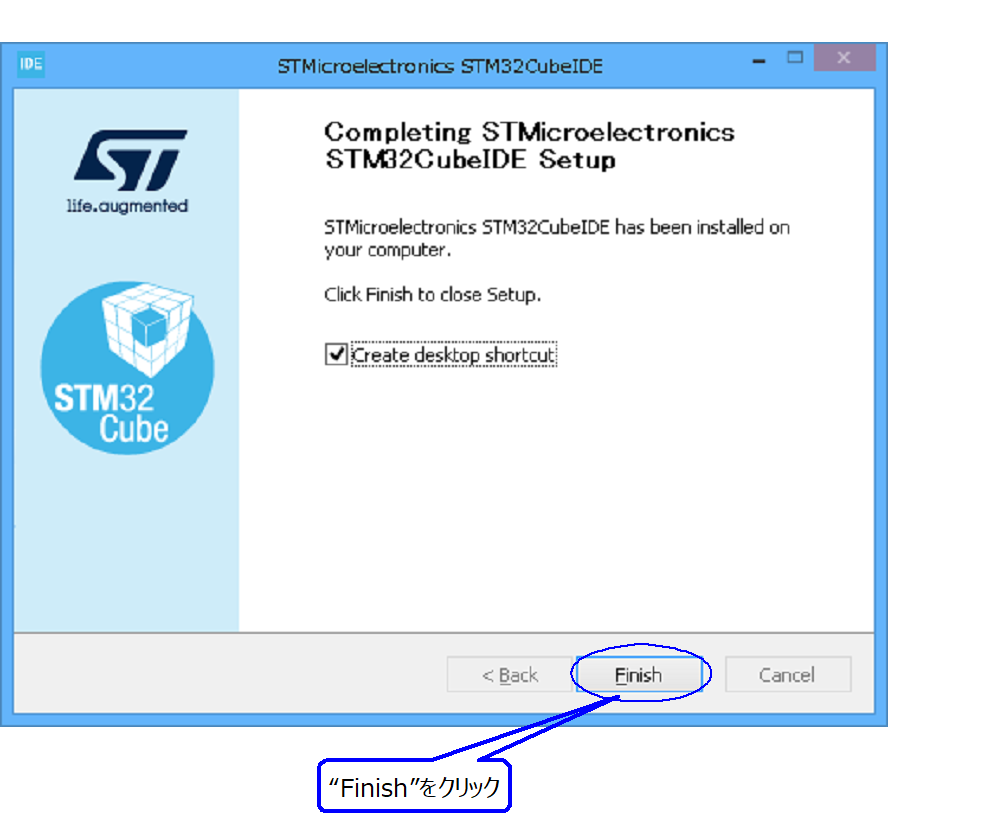 IDE
STMicroelectronics STM32CubeIDE
ST
life.augmented
STM32
Cube
Completing STMicroelectronics
STM32CubeIDE Setup
STMicroelectronics STM32CubeIDE has been installed on
your computer.
Click Finish to close Setup.
Create desktop shortcut
< Back
Finish
Cancel
“Finish”をクリック